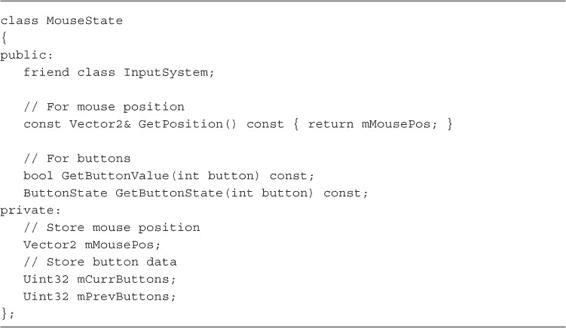 class MouseState
{
public:
   friend class InputSystem;

   // For mouse position
   const Vector2& GetPosition() const { return mMousePos; }

   // For buttons
   bool GetButtonValue(int button) const;
   ButtonState GetButtonState(int button) const;
private:
   // Store mouse position
   Vector2 mMousePos;
   // Store button data
   Uint32 mCurrButtons;
   Uint32 mPrevButtons;
};